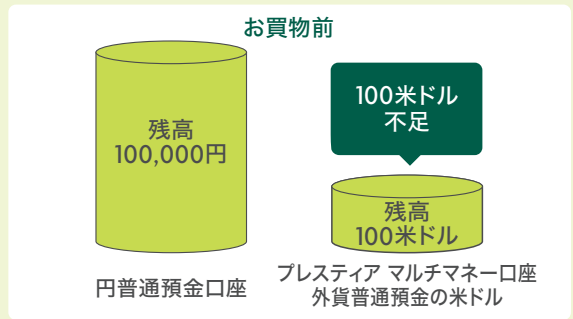 お買物前
残高
100,000円
円普通預金口座
100米ドル
不足
残高
100米ドル
プレスティア マルチマネー口座
外貨普通預金の米ドル